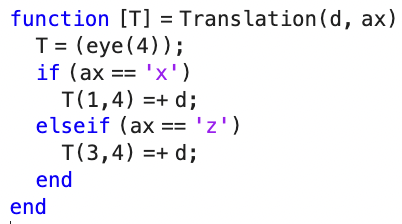 function [T] = Translation(d, ax)
T = (eye(4));
if (ax == 'x')
T(1,4) =+ d;
elseif (ax == 'z')
T(3,4) =+ d;
end
end